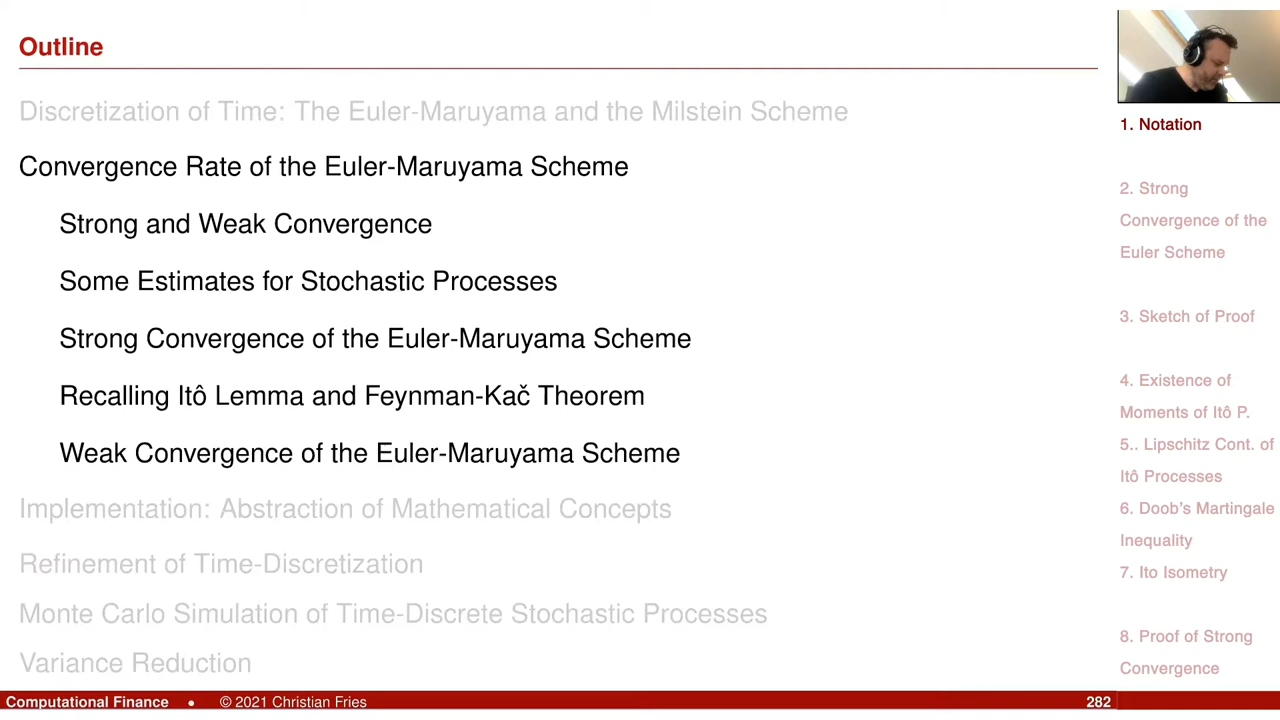 Outline
Discretization of Time: The Euler-Maruyama and the Milstein Scheme
Convergence Rate of the Euler-Maruyama Scheme
Strong and Weak Convergence
Some Estimates for Stochastic Processes
Strong Convergence of the Euler-Maruyama Scheme
Recalling Itô Lemma and Feynman-Kač Theorem
Weak Convergence of the Euler-Maruyama Scheme
Implementation: Abstraction of Mathematical Concepts
Refinement of Time-Discretization
Monte Carlo Simulation of Time-Discrete Stochastic Processes
Variance Reduction
1. Notation
2. Strong
Convergence of the
Euler Scheme
3. Sketch of Proof
4. Existence of
Moments of Itô P.
5.. Lipschitz Cont. of
Itô Processes
6. Doob's Martingale
Inequality
7. Ito Isometry
8. Proof of Strong
Convergence
Computational Finance • © 2021 Christian Fries 282